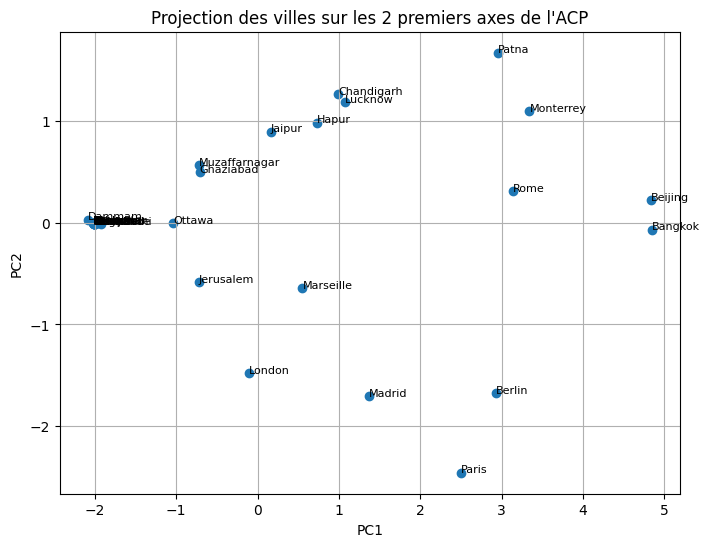 Projection des villes sur les 2 premiers axes de l'ACP
Patna
Chandigarh
Lucknow
Monterrey
Hapur
Jaipur
Muzaffarnagar
Ghaziabad
Rome
Beijing
Dammam
Ottawa
Bangkok
Jerusalem
Marseille
London
Madrid
Berlin
Paris
1
0
−1
−2
PC2
−2
−1
0
1
2
3
4
5
PC1